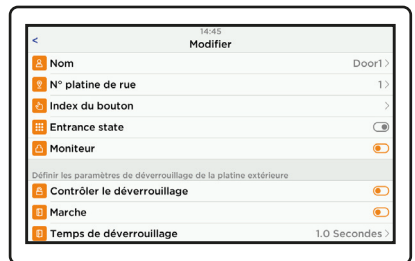 14:45
<
Modifier
Nom Door1 >
N° platine de rue 1 >
Index du bouton >
Entrance state
Moniteur
Définir les paramètres de déverrouillage de la platine extérieure
Contrôler le déverrouillage
Marche
Temps de déverrouillage 1.0 Secondes >